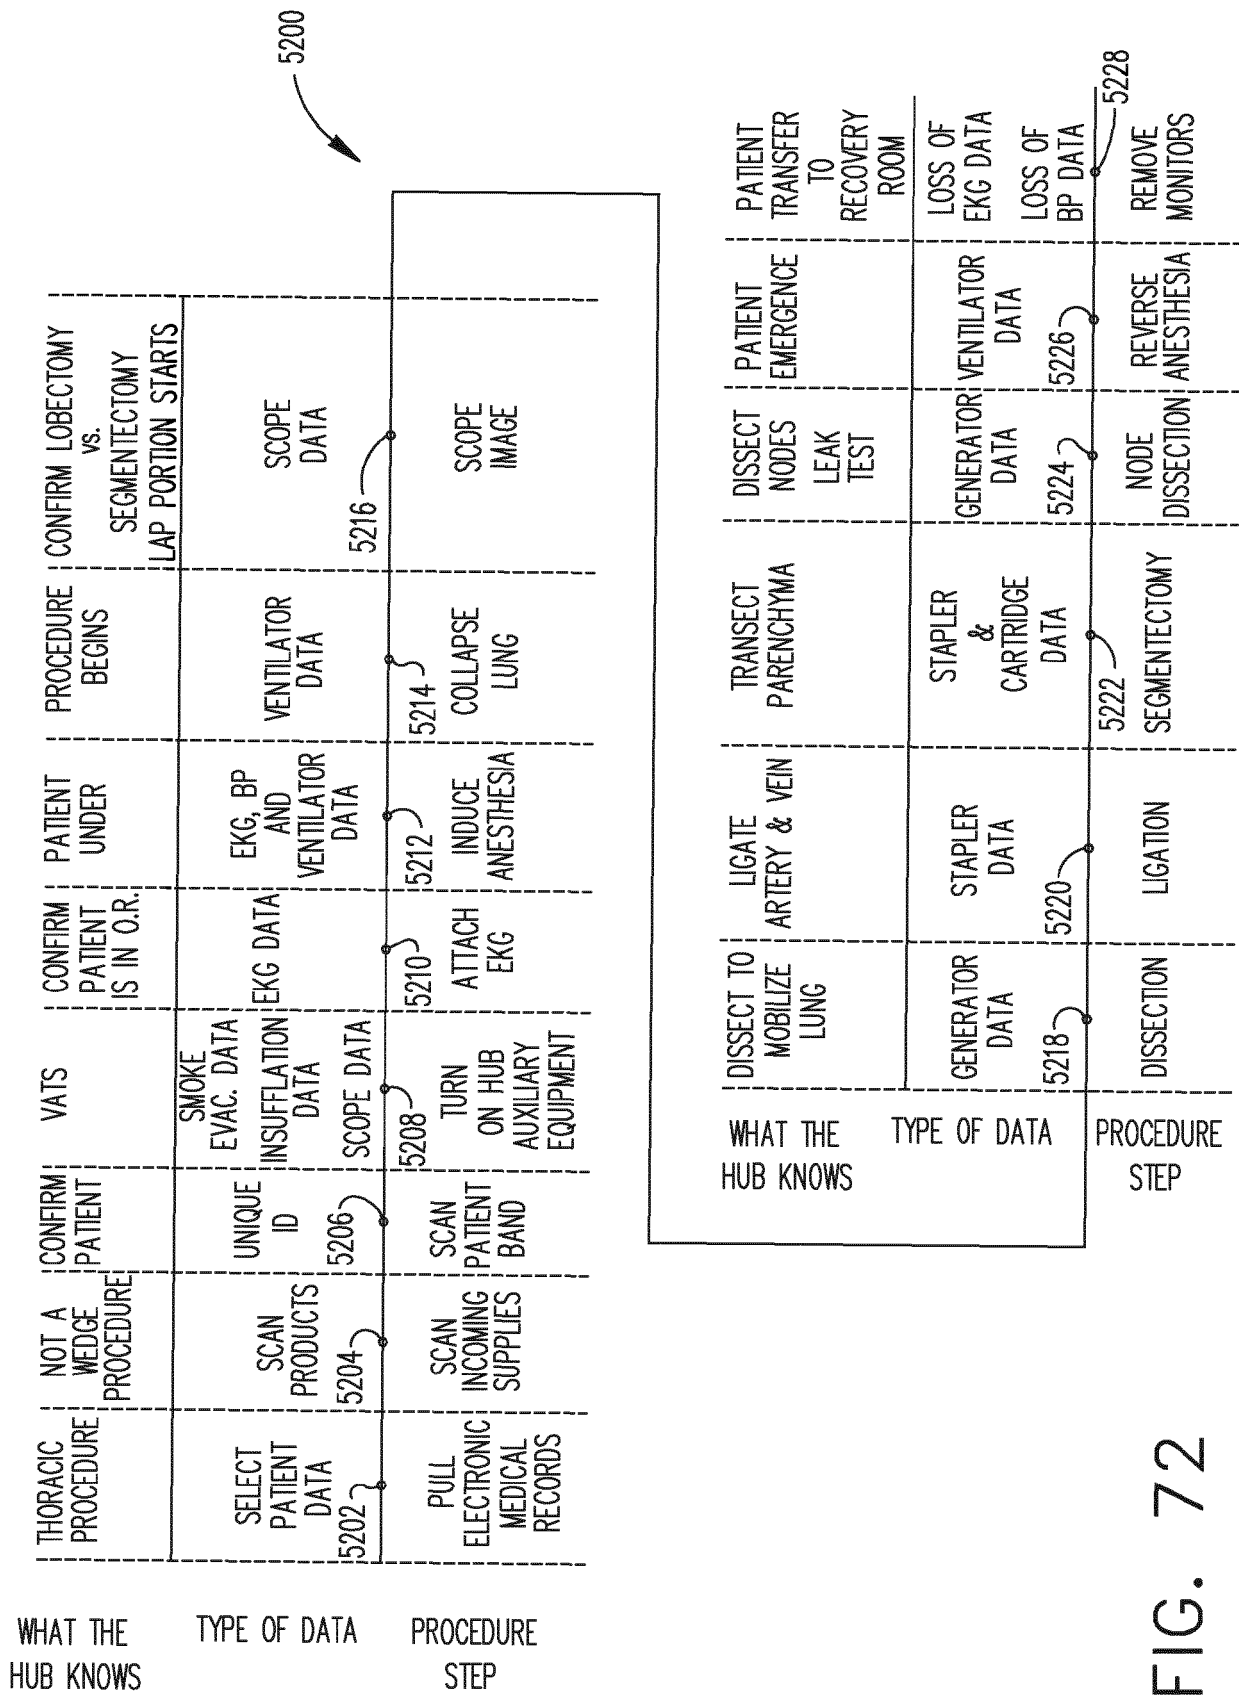 5200
WHAT THE
HUB KNOWS
THORACIC
PROCEDURE
NOT A
WEDGE
PROCEDURE
CONFIRM
PATIENT
VATS
CONFIRM
PATIENT
IS IN O.R.
PATIENT
UNDER
PROCEDURE
BEGINS
CONFIRM LOBECTOMY
vs.
SEGMENTECTOMY
LAP PORTION STARTS
TYPE OF DATA
SELECT
PATIENT
DATA
SCAN
PRODUCTS
UNIQUE
ID
SMOKE
EVAC. DATA
INSUFFLATION
DATA
SCOPE DATA
EKG DATA
EKG, BP
AND
VENTILATOR
DATA
VENTILATOR
DATA
SCOPE
DATA
5202
5204
5206
5208
5210
5212
5214
5216
PROCEDURE
STEP
PULL
ELECTRONIC
MEDICAL
RECORDS
SCAN
INCOMING
SUPPLIES
SCAN
PATIENT
BAND
TURN
ON HUB
AUXILIARY
EQUIPMENT
ATTACH
EKG
INDUCE
ANESTHESIA
COLLAPSE
LUNG
SCOPE
IMAGE
WHAT THE
HUB KNOWS
DISSECT TO
MOBILIZE
LUNG
LIGATE
ARTERY & VEIN
TRANSECT
PARENCHYMA
DISSECT
NODES
LEAK
TEST
PATIENT
EMERGENCE
PATIENT
TRANSFER
TO
RECOVERY
ROOM
TYPE OF DATA
GENERATOR
DATA
STAPLER
DATA
STAPLER
&
CARTRIDGE
DATA
GENERATOR
DATA
VENTILATOR
DATA
LOSS OF
EKG DATA
LOSS OF
BP DATA
5218
5220
5222
5224
5226
5228
PROCEDURE
STEP
DISSECTION
LIGATION
SEGMENTECTOMY
NODE
DISSECTION
REVERSE
ANESTHESIA
REMOVE
MONITORS
FIG. 72